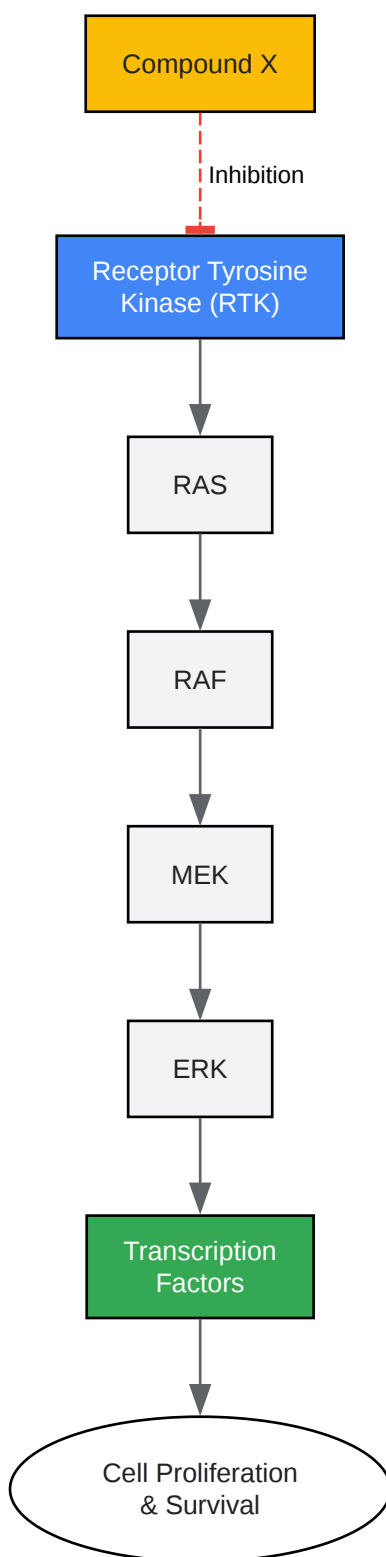 Compound X
Inhibition
Receptor Tyrosine
Kinase (RTK)
RAS
RAF
MEK
ERK
Transcription
Factors
Cell Proliferation
& Survival